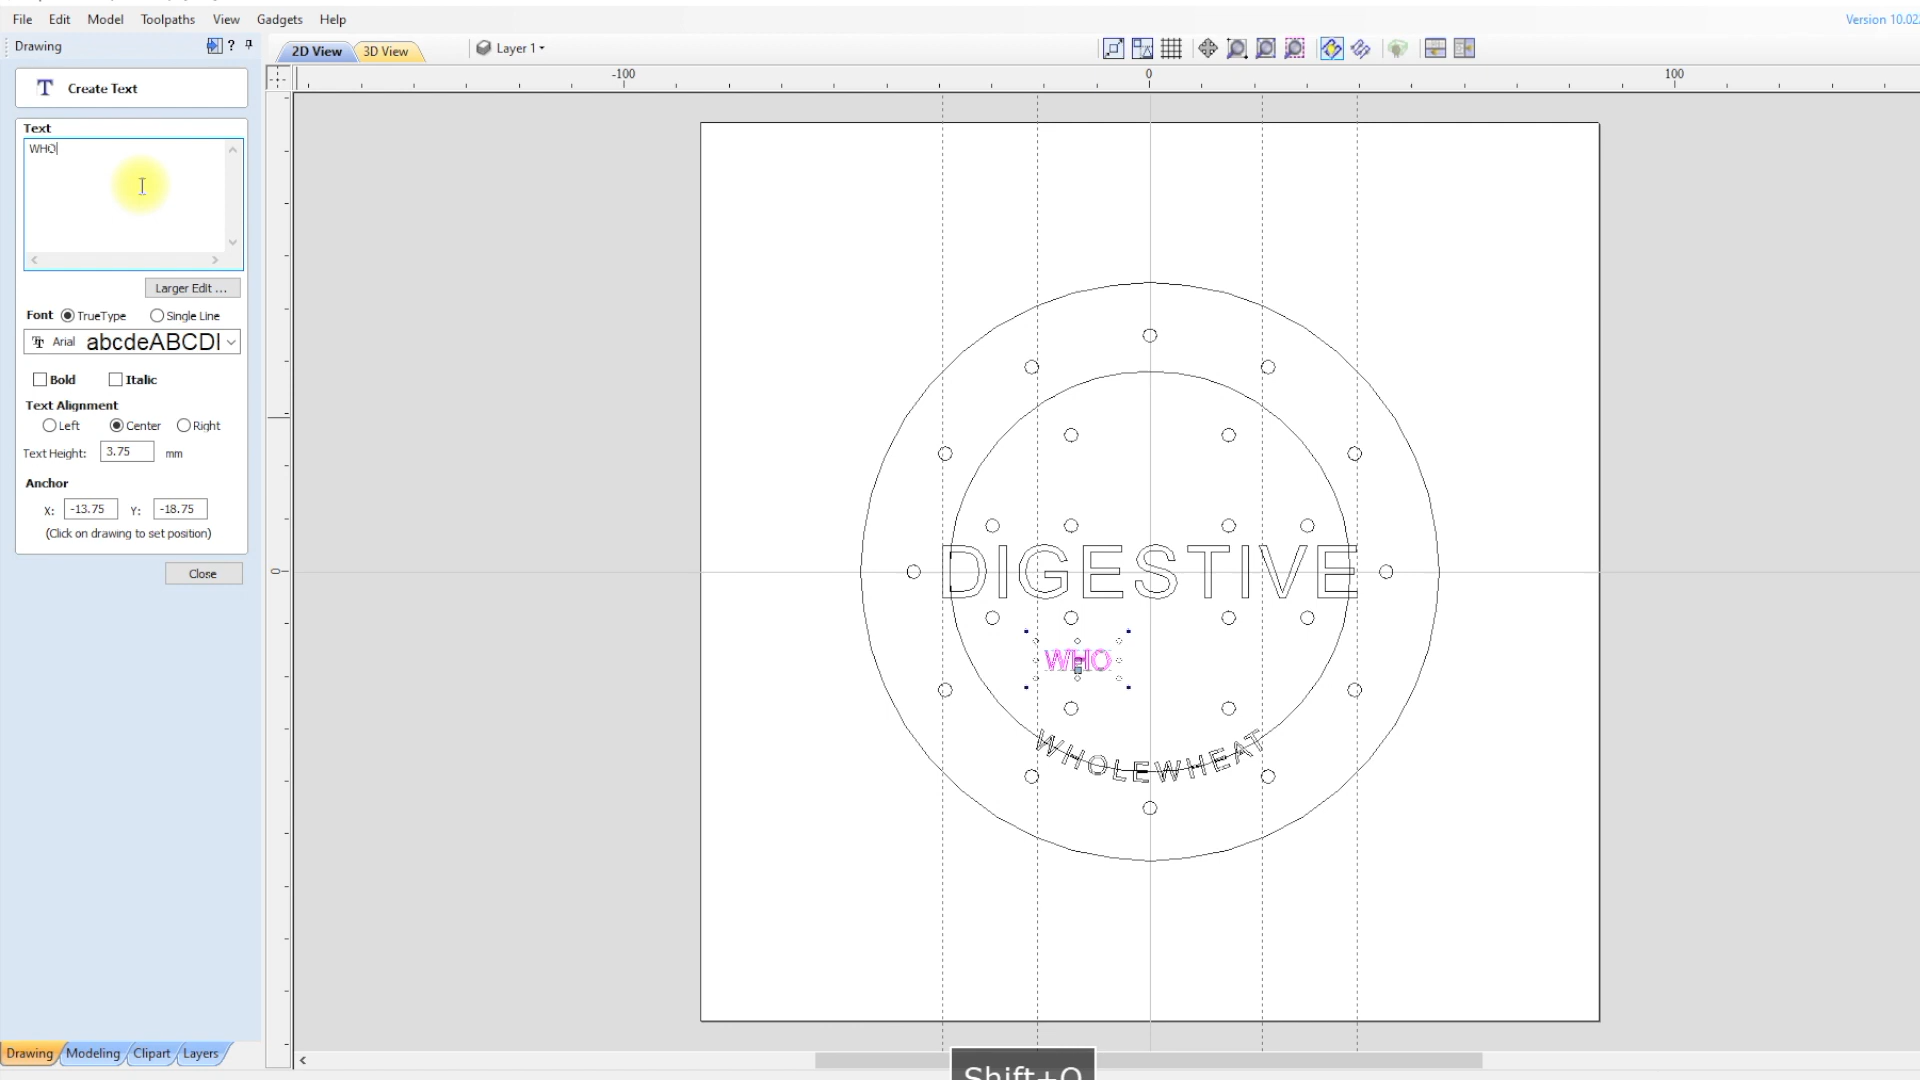 File Edit Model Toolpaths View Gadgets Help
Drawing ?
2D View 3D View Layer 1
Create Text
-100 0 100
Text
WHO
Larger Edit ...
Font TrueType Single Line
Arial abcdeABCDI
Bold Italic
Text Alignment
Left Center Right
Text Height: 3.75 mm
Anchor
X: -13.75 Y: -18.75
(Click on drawing to set position)
Close
0
DIGESTIVE
WHO
WHOLEWHEAT
Drawing Modeling Clipart Layers
Shift+O